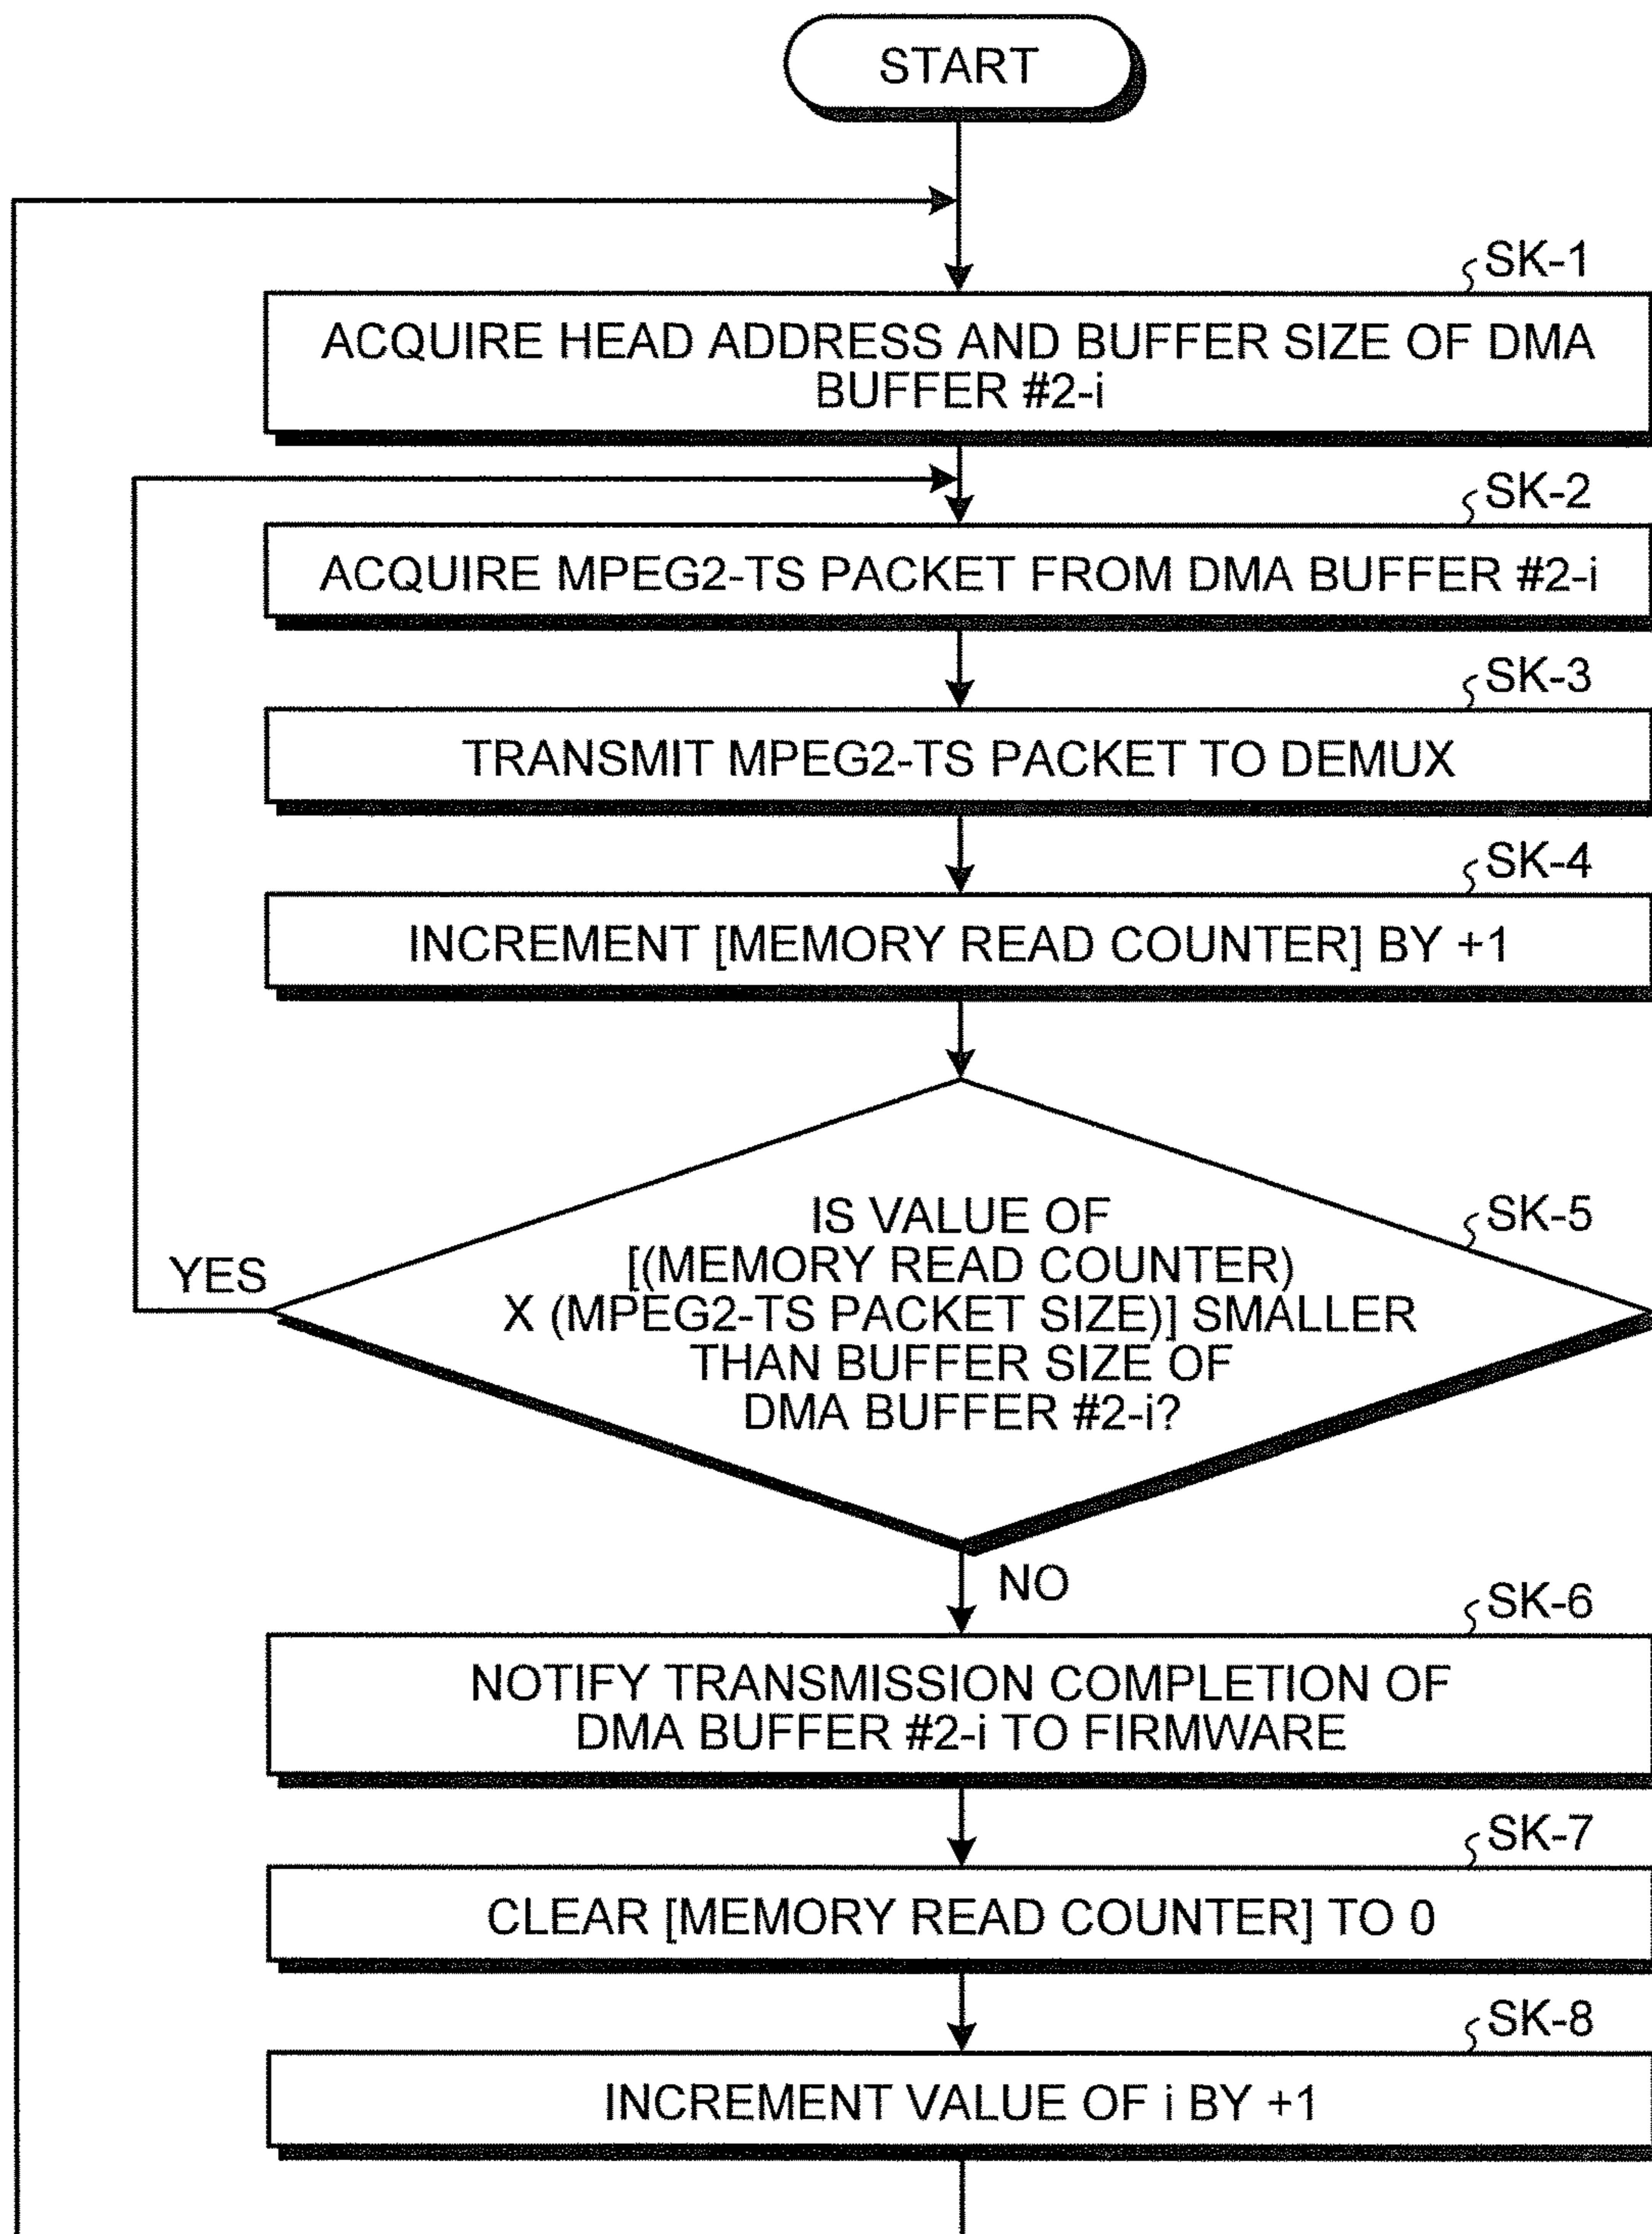 START
SK-1
ACQUIRE HEAD ADDRESS AND BUFFER SIZE OF DMA
BUFFER #2-i
SK-2
ACQUIRE MPEG2-TS PACKET FROM DMA BUFFER #2-i
SK-3
TRANSMIT MPEG2-TS PACKET TO DEMUX
SK-4
INCREMENT [MEMORY READ COUNTER] BY +1
SK-5
IS VALUE OF
[(MEMORY READ COUNTER)
X (MPEG2-TS PACKET SIZE)] SMALLER
THAN BUFFER SIZE OF
DMA BUFFER #2-i?
YES
NO
SK-6
NOTIFY TRANSMISSION COMPLETION OF
DMA BUFFER #2-i TO FIRMWARE
SK-7
CLEAR [MEMORY READ COUNTER] TO 0
SK-8
INCREMENT VALUE OF i BY +1